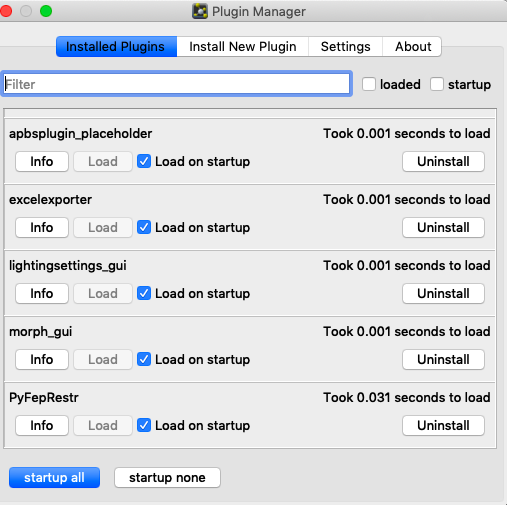 Plugin Manager
Installed Plugins Install New Plugin Settings About
Filter loaded startup
apbsplugin_placeholder Took 0.001 seconds to load
Info Load Load on startup Uninstall
excelexporter Took 0.001 seconds to load
Info Load Load on startup Uninstall
lightingsettings_gui Took 0.001 seconds to load
Info Load Load on startup Uninstall
morph_gui Took 0.001 seconds to load
Info Load Load on startup Uninstall
PyFepRestr Took 0.031 seconds to load
Info Load Load on startup Uninstall
startup all startup none